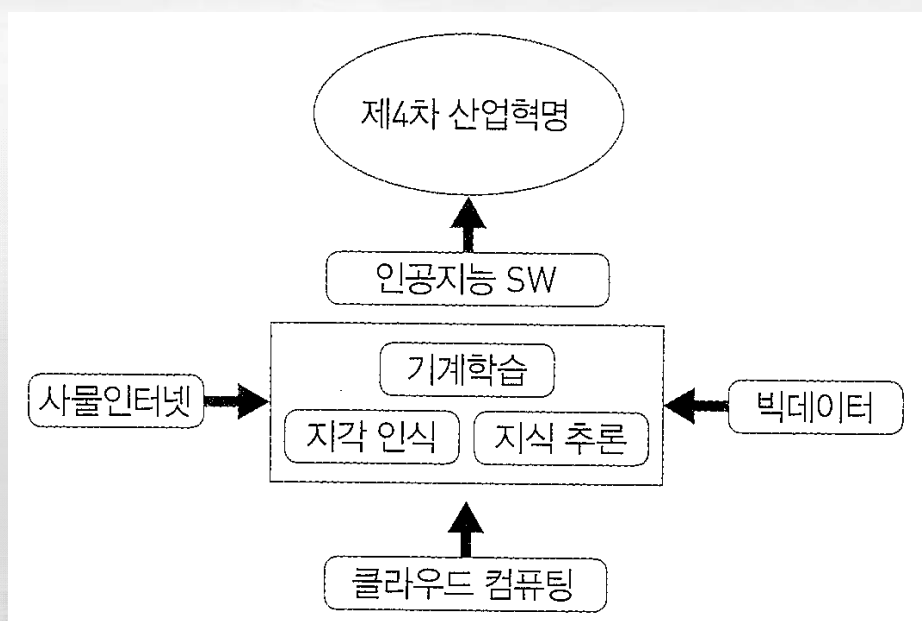 제4차 산업혁명
인공지능 SW
기계학습
사물인터넷
빅데이터
지각 인식
지식 추론
클라우드 컴퓨팅